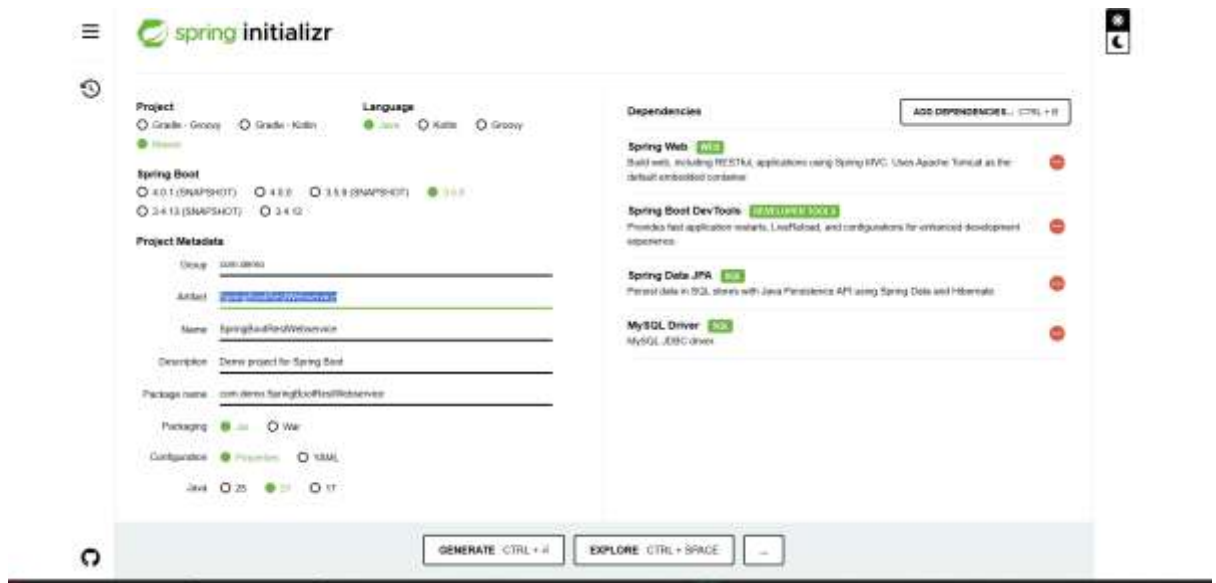 spring initializr
Project
Gradle - Groovy Gradle - Kotlin
Maven
Language
Java Kotlin Groovy
Spring Boot
4.0.1 (SNAPSHOT) 4.0.0 3.5.9 (SNAPSHOT) 3.5.8
3.4.13 (SNAPSHOT) 3.4.12
Project Metadata
Group com.demo
Artifact SpringBootRestWebservice
Name SpringBootRestWebservice
Description Demo project for Spring Boot
Package name com.demo.SpringBootRestWebservice
Packaging Jar War
Configuration Properties YAML
Java 25 21 17
Dependencies
ADD DEPENDENCIES... CTRL + B
Spring Web WEB
Build web, including RESTful, applications using Spring MVC. Uses Apache Tomcat as the
default embedded container.
Spring Boot DevTools DEVELOPER TOOLS
Provides fast application restarts, LiveReload, and configurations for enhanced development
experience.
Spring Data JPA SQL
Persist data in SQL stores with Java Persistence API using Spring Data and Hibernate.
MySQL Driver SQL
MySQL JDBC driver.
GENERATE CTRL + ⏎
EXPLORE CTRL + SPACE
...